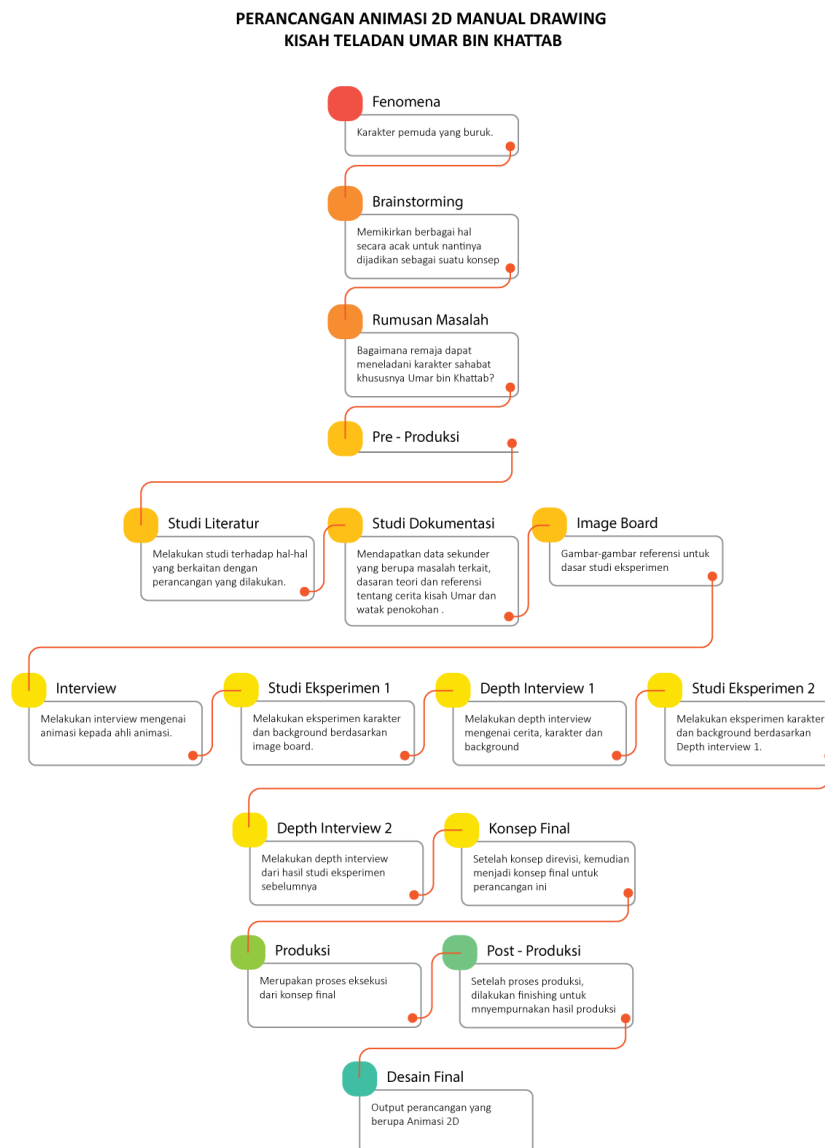 PERANCANGAN ANIMASI 2D MANUAL DRAWING
KISAH TELADAN UMAR BIN KHATTAB
Fenomena
Karakter pemuda yang buruk.
Brainstorming
Memikirkan berbagai hal
secara acak untuk nantinya
dijadikan sebagai suatu konsep
Rumusan Masalah
Bagaimana remaja dapat
meneladani karakter sahabat
khususnya Umar bin Khattab?
Pre - Produksi
Studi Literatur
Melakukan studi terhadap hal-hal
yang berkaitan dengan
perancangan yang dilakukan.
Studi Dokumentasi
Mendapatkan data sekunder
yang berupa masalah terkait,
dasaran teori dan referensi
tentang cerita kisah Umar dan
watak penokohan .
Image Board
Gambar-gambar referensi untuk
dasar studi eksperimen
Interview
Melakukan interview mengenai
animasi kepada ahli animasi.
Studi Eksperimen 1
Melakukan eksperimen karakter
dan background berdasarkan
image board.
Depth Interview 1
Melakukan depth interview
mengenai cerita, karakter dan
background
Studi Eksperimen 2
Melakukan eksperimen karakter
dan background berdasarkan
Depth interview 1.
Depth Interview 2
Melakukan depth interview
dari hasil studi eksperimen
sebelumnya
Konsep Final
Setelah konsep direvisi, kemudian
menjadi konsep final untuk
perancangan ini
Produksi
Merupakan proses eksekusi
dari konsep final
Post - Produksi
Setelah proses produksi,
dilakukan finishing untuk
mnyempurnakan hasil produksi
Desain Final
Output perancangan yang
berupa Animasi 2D